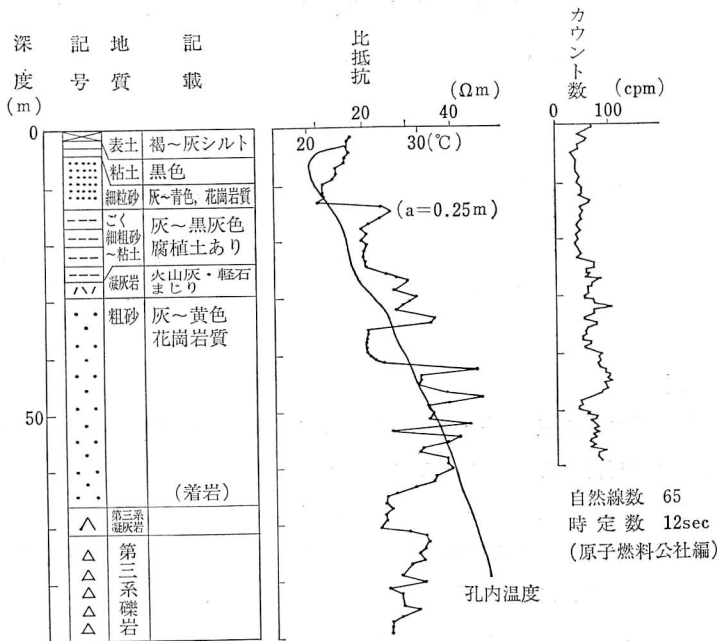 深度(m)
記号
地質
記載
比抵抗
(Ωm)
カウント数
(cpm)
0
20
20
40
30(℃)
0
100
表土
褐～灰シルト
粘土
黒色
細粒砂
灰～青色，花崗岩質
ごく細粗砂～粘土
灰～黒灰色
腐植土あり
凝灰岩
火山灰・軽石
まじり
粗砂
灰～黄色
花崗岩質
(着岩)
50
第三系
凝灰岩
第三系礫岩
(a=0.25m)
孔内温度
自然線数 65
時定数 12sec
(原子燃料公社編)